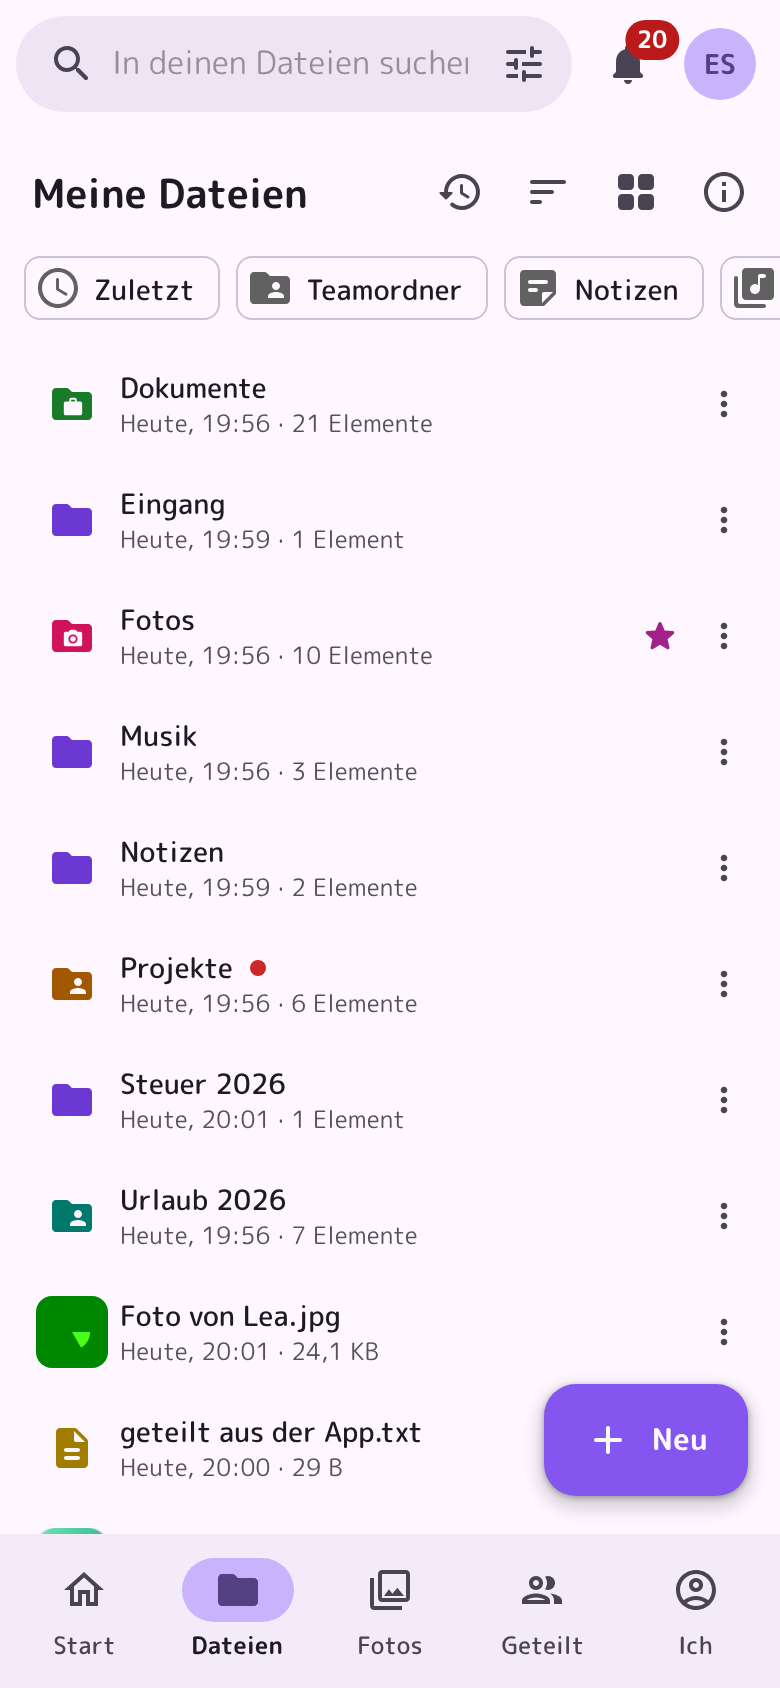 In deinen Dateien suchen
20
ES
Meine Dateien
Zuletzt
Teamordner
Notizen
Dokumente
Heute, 19:56 · 21 Elemente
Eingang
Heute, 19:59 · 1 Element
Fotos
Heute, 19:56 · 10 Elemente
Musik
Heute, 19:56 · 3 Elemente
Notizen
Heute, 19:59 · 2 Elemente
Projekte
Heute, 19:56 · 6 Elemente
Steuer 2026
Heute, 20:01 · 1 Element
Urlaub 2026
Heute, 19:56 · 7 Elemente
Foto von Lea.jpg
Heute, 20:01 · 24,1 KB
geteilt aus der App.txt
Heute, 20:00 · 29 B
Neu
Start
Dateien
Fotos
Geteilt
Ich